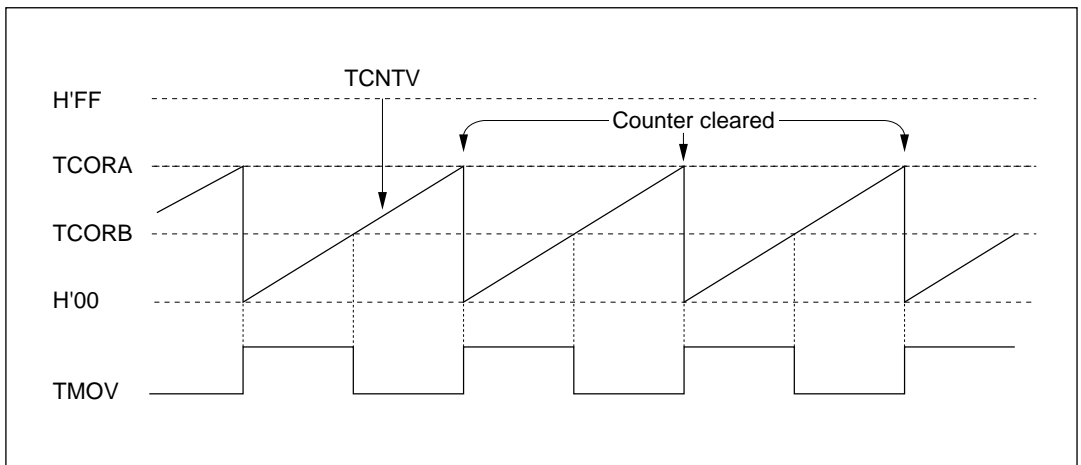 TCNTV
H'FF
Counter cleared
TCORA
TCORB
H'00
TMOV